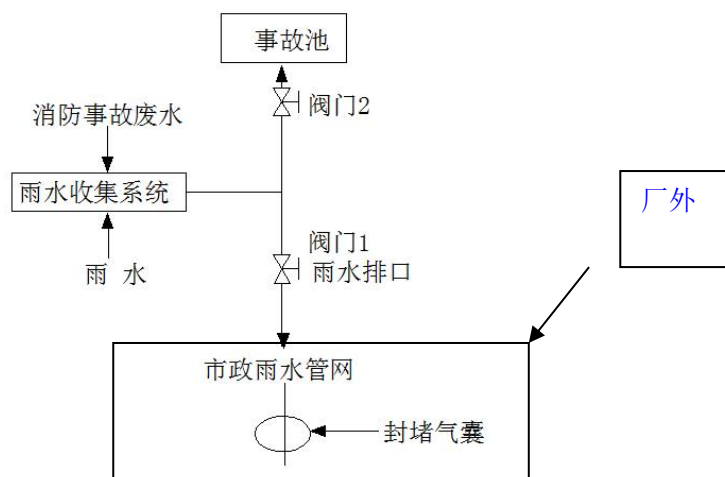 事故池
阀门2
消防事故废水
雨水收集系统
厂外
阀门1
雨水排口
雨 水
市政雨水管网
封堵气囊